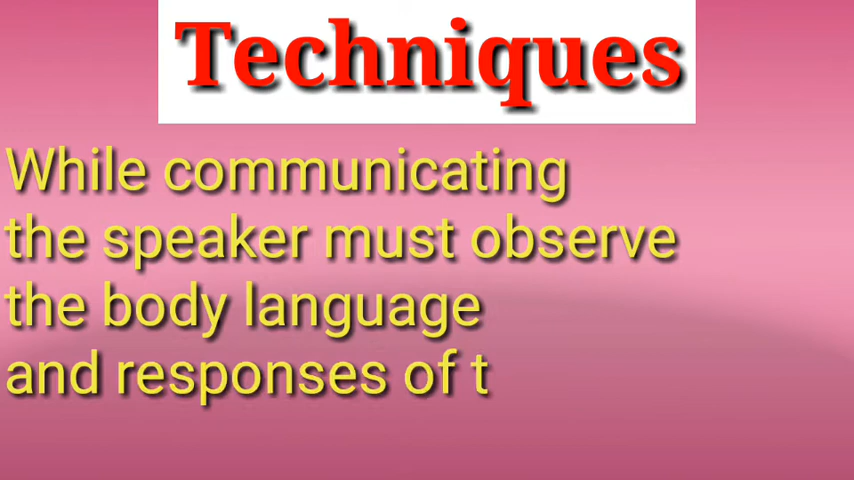 Techniques
While communicating
the speaker must observe
the body language
and responses of t